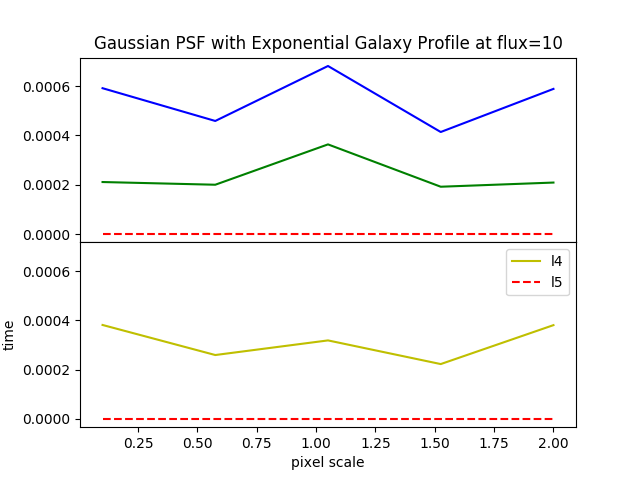 Gaussian PSF with Exponential Galaxy Profile at flux=10
0.0006
0.0004
0.0002
0.0000
0.0006
0.0004
0.0002
0.0000
l4
l5
time
0.25 0.50 0.75 1.00 1.25 1.50 1.75 2.00
pixel scale